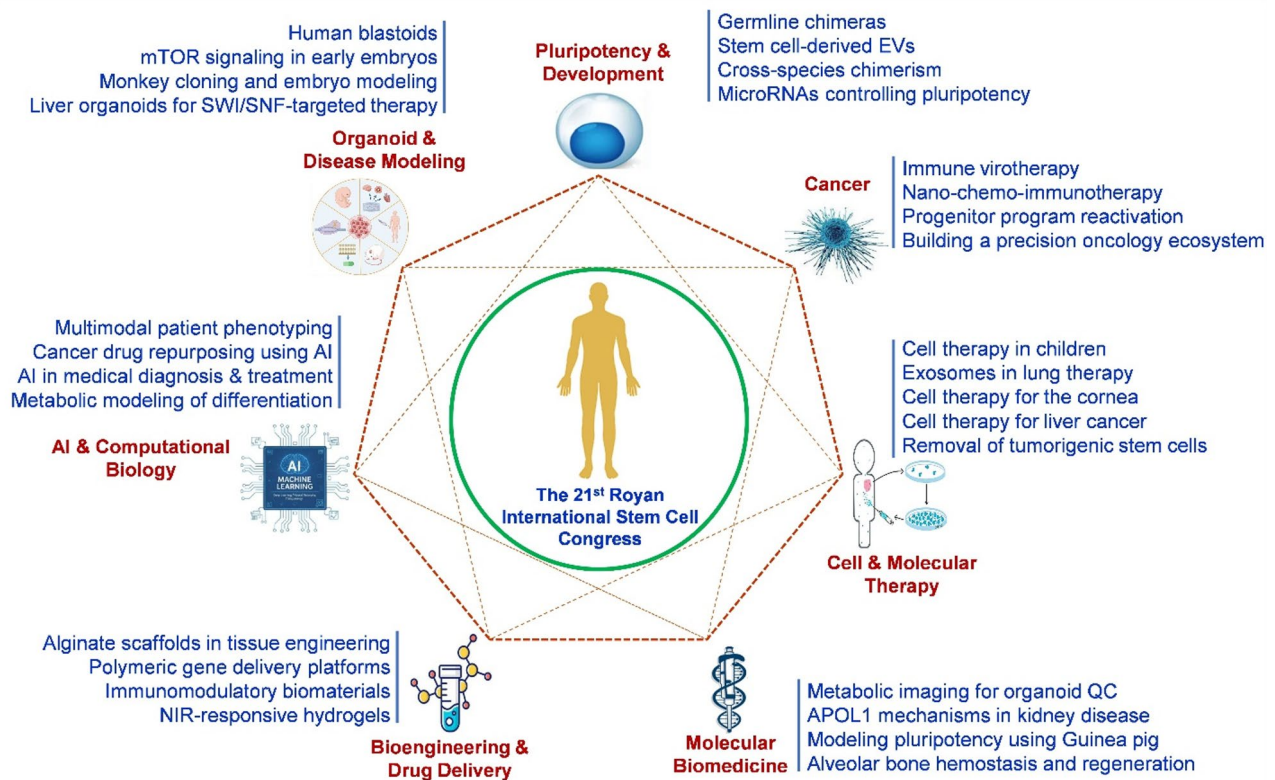 Human blastoids
mTOR signaling in early embryos
Monkey cloning and embryo modeling
Liver organoids for SWI/SNF-targeted therapy
Organoid &
Disease Modeling
Pluripotency &
Development
Germline chimeras
Stem cell-derived EVs
Cross-species chimerism
MicroRNAs controlling pluripotency
Cancer
Immune virotherapy
Nano-chemo-immunotherapy
Progenitor program reactivation
Building a precision oncology ecosystem
Multimodal patient phenotyping
Cancer drug repurposing using AI
AI in medical diagnosis & treatment
Metabolic modeling of differentiation
AI & Computational
Biology
AI
MACHINE
LEARNING
The 21st Royan
International Stem Cell
Congress
Cell therapy in children
Exosomes in lung therapy
Cell therapy for the cornea
Cell therapy for liver cancer
Removal of tumorigenic stem cells
Cell & Molecular
Therapy
Alginate scaffolds in tissue engineering
Polymeric gene delivery platforms
Immunomodulatory biomaterials
NIR-responsive hydrogels
Bioengineering &
Drug Delivery
Molecular
Biomedicine
Metabolic imaging for organoid QC
APOL1 mechanisms in kidney disease
Modeling pluripotency using Guinea pig
Alveolar bone hemostasis and regeneration